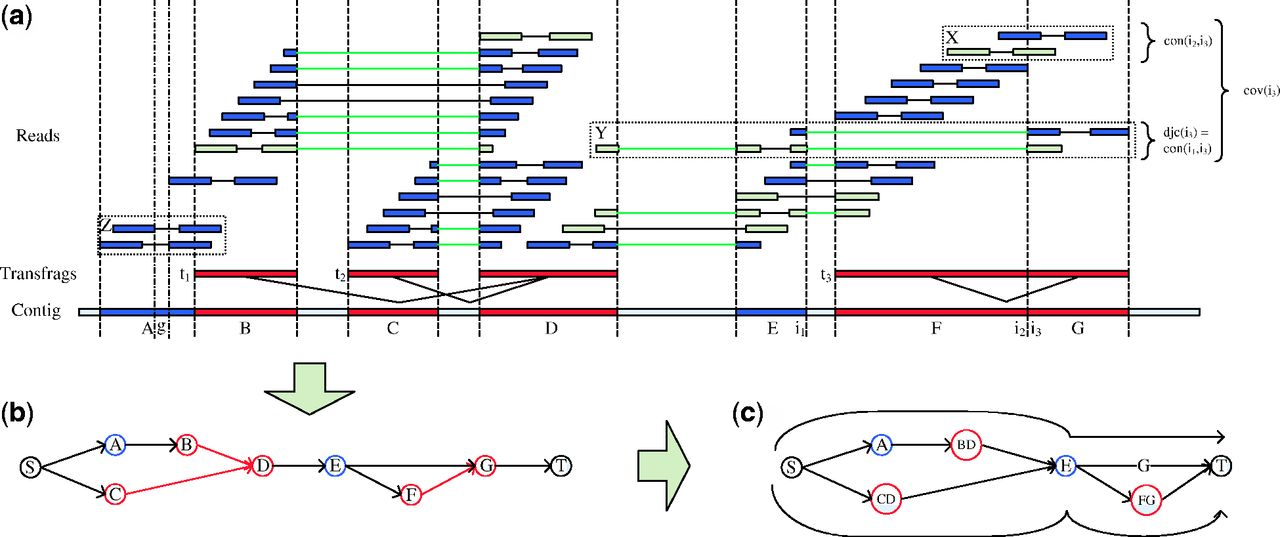 (a)
X
con(i2,i3)
cov(i3)
Reads
Y
djc(i3) =
con(i1,i3)
Z
Transfrags
t1
t2
t3
Contig
A g B C D E i1 F i2 i3 G
(b)
(c)
S A B C D E F G T
S A BD CD E G FG T